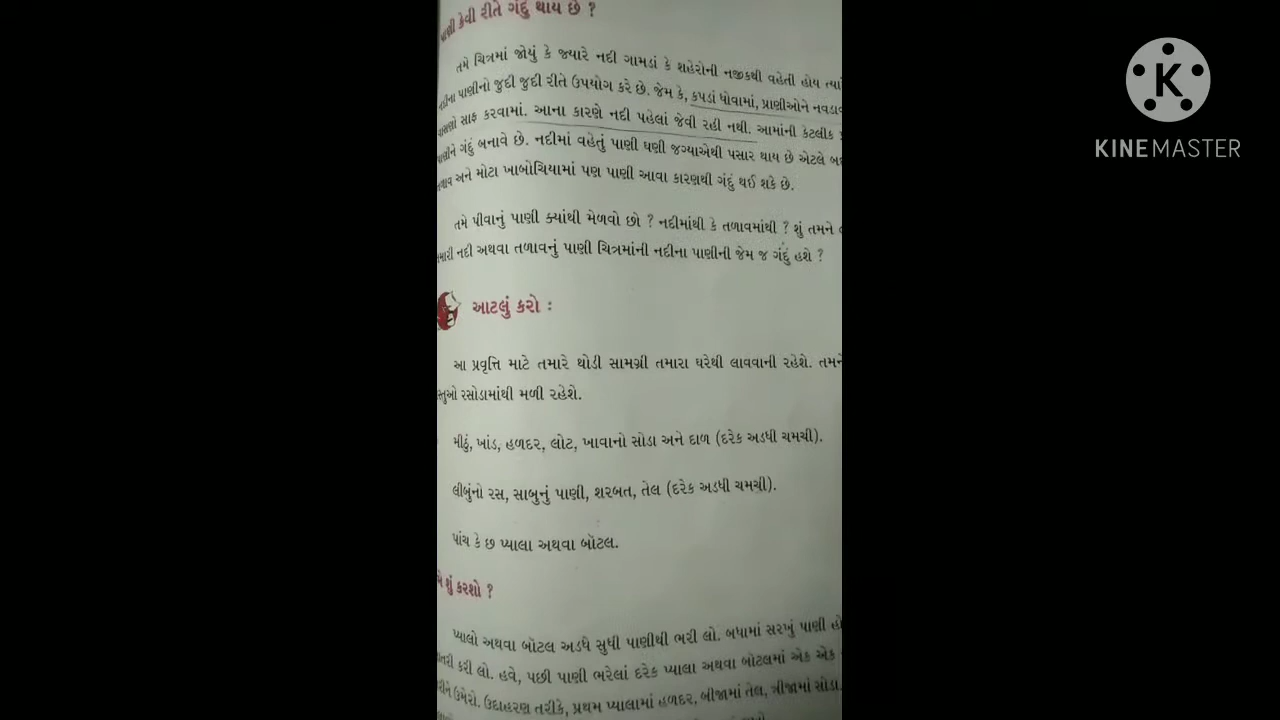 કેવી રીતે ગંદું થાય છે ?
તમે ચિત્રમાં જોયું કે જ્યારે નદી ગામડાં કે શહેરોની નજીકથી વહેતી હોય
પાણીનો જુદી જુદી રીતે ઉપયોગ કરે છે. જેમ કે, કપડાં ધોવામાં, પ્રાણીઓને
સાફ કરવામાં. આના કારણે નદી પહેલાં જેવી રહી નથી. આમાંની કેટલીક
ગંદું બનાવે છે. નદીમાં વહેતું પાણી ઘણી જગ્યાએથી પસાર થાય છે એટલે
અને મોટા ખાબોચિયામાં પણ પાણી આવા કારણથી ગંદું થઈ શકે છે.
તમે પીવાનું પાણી ક્યાંથી મેળવો છો ? નદીમાંથી કે તળાવમાંથી ? શું તમને
નદી અથવા તળાવનું પાણી ચિત્રમાંની નદીના પાણીની જેમ જ ગંદું હશે ?
આટલું કરો :
આ પ્રવૃત્તિ માટે તમારે થોડી સામગ્રી તમારા ઘરેથી લાવવાની રહેશે.
રસોડામાંથી મળી રહેશે.
મીઠું, ખાંડ, હળદર, લોટ, ખાવાનો સોડા અને દાળ (દરેક અડધી ચમચી).
લીબુંનો રસ, સાબુનું પાણી, શરબત, તેલ (દરેક અડધી ચમચી).
પાંચ કે છ પ્યાલા અથવા બૉટલ.
શું કરશો ?
પ્યાલો અથવા બૉટલ અડધે સુધી પાણીથી ભરી લો. બધામાં સરખું પાણી
કરી લો. હવે, પછી પાણી ભરેલાં દરેક પ્યાલા અથવા બૉટલમાં એક એક
ઉમેરો. ઉદાહરણ તરીકે, પ્રથમ પ્યાલામાં હળદર, બીજામાં તેલ, ત્રીજામાં સોડા.
KINEMASTER